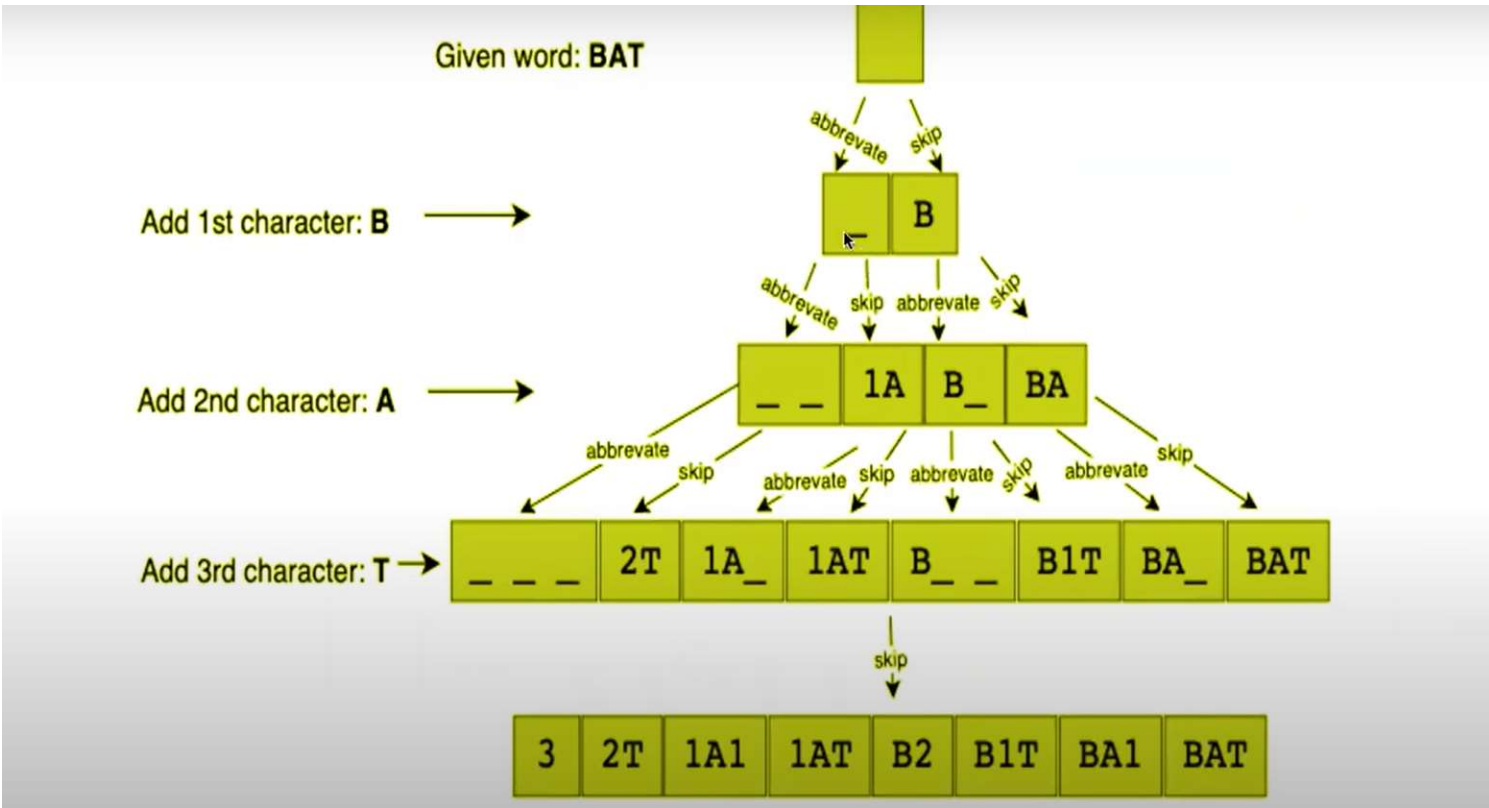 Given word: BAT
abbrevate skip
Add 1st character: B
_ B
abbrevate skip abbrevate skip
Add 2nd character: A
_ _ 1A B_ BA
abbrevate skip abbrevate skip abbrevate skip abbrevate skip
Add 3rd character: T
_ _ _ 2T 1A_ 1AT B_ _ B1T BA_ BAT
skip
3 2T 1A1 1AT B2 B1T BA1 BAT